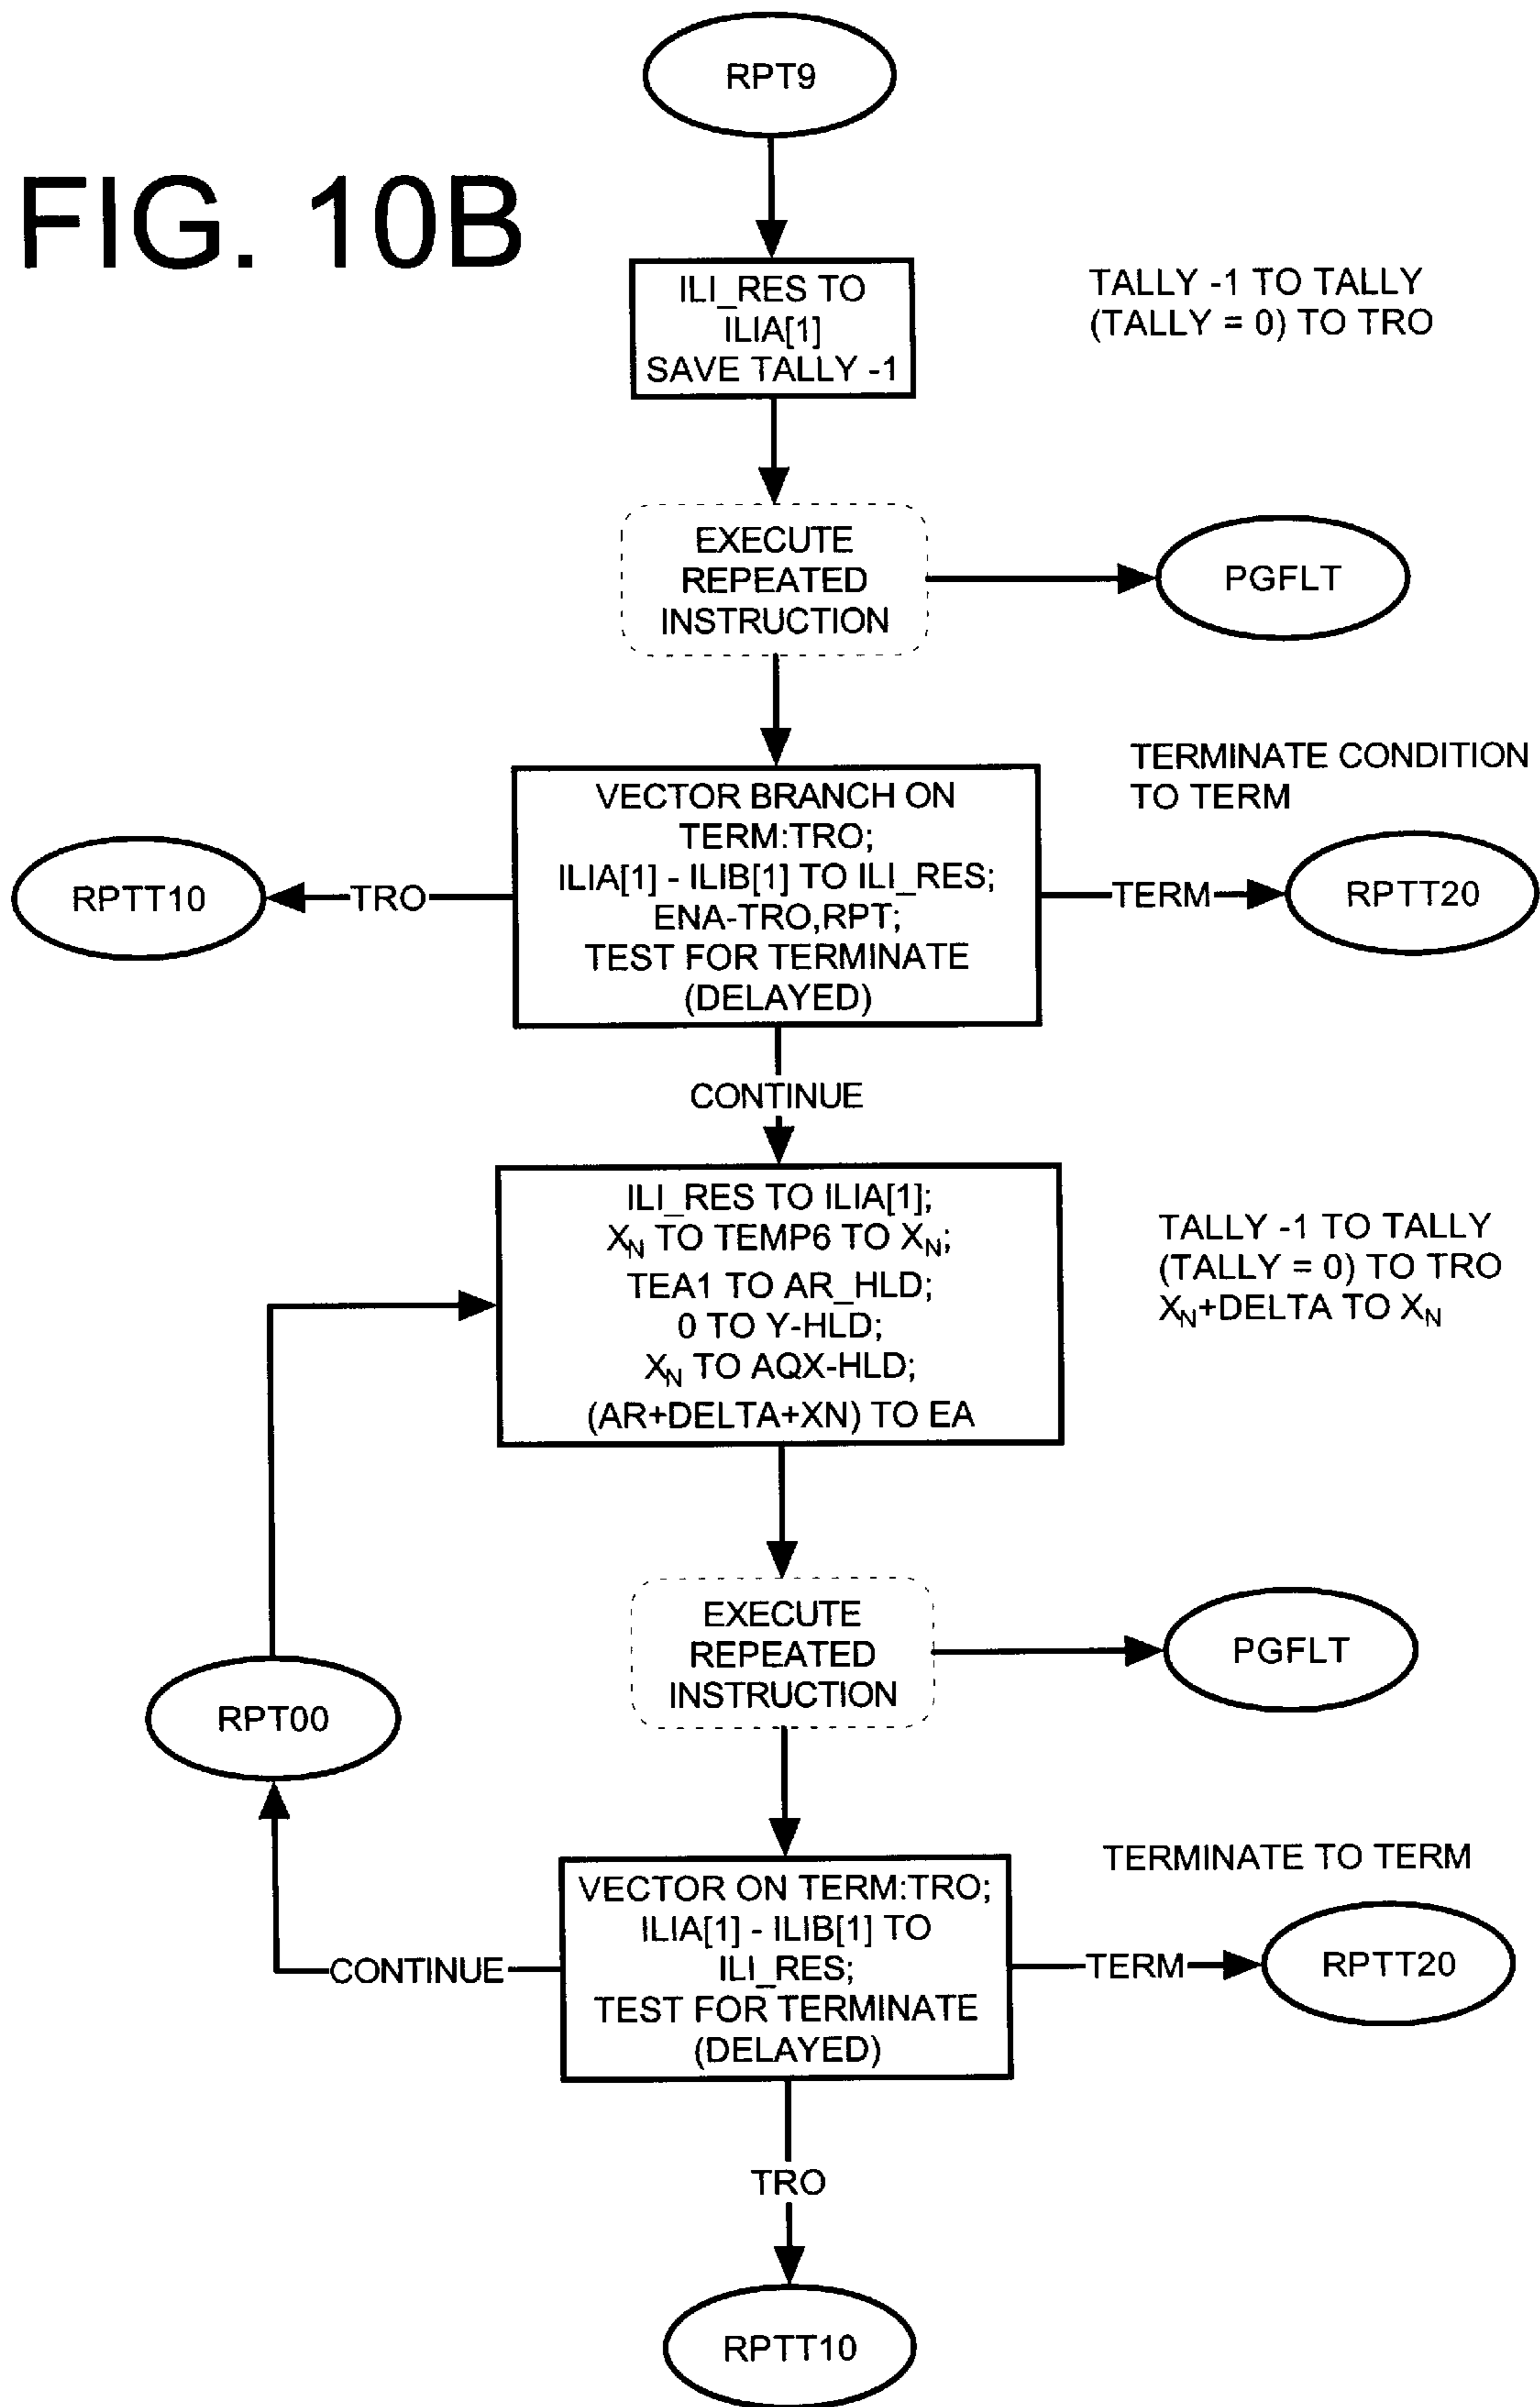 RPT9
FIG. 10B
ILI_RES TO
ILIA[1]
SAVE TALLY -1
TALLY -1 TO TALLY
(TALLY = 0) TO TRO
EXECUTE
REPEATED
INSTRUCTION
PGFLT
TERMINATE CONDITION
TO TERM
VECTOR BRANCH ON
TERM:TRO;
ILIA[1] - ILIB[1] TO ILI_RES;
ENA-TRO,RPT;
TEST FOR TERMINATE
(DELAYED)
RPTT10
TRO
TERM
RPTT20
CONTINUE
ILI_RES TO ILIA[1];
X_N TO TEMP6 TO X_N;
TEA1 TO AR_HLD;
0 TO Y-HLD;
X_N TO AQX-HLD;
(AR+DELTA+XN) TO EA
TALLY -1 TO TALLY
(TALLY = 0) TO TRO
X_N+DELTA TO X_N
EXECUTE
REPEATED
INSTRUCTION
PGFLT
RPT00
TERMINATE TO TERM
VECTOR ON TERM:TRO;
ILIA[1] - ILIB[1] TO
ILI_RES;
TEST FOR TERMINATE
(DELAYED)
CONTINUE
TERM
RPTT20
TRO
RPTT10